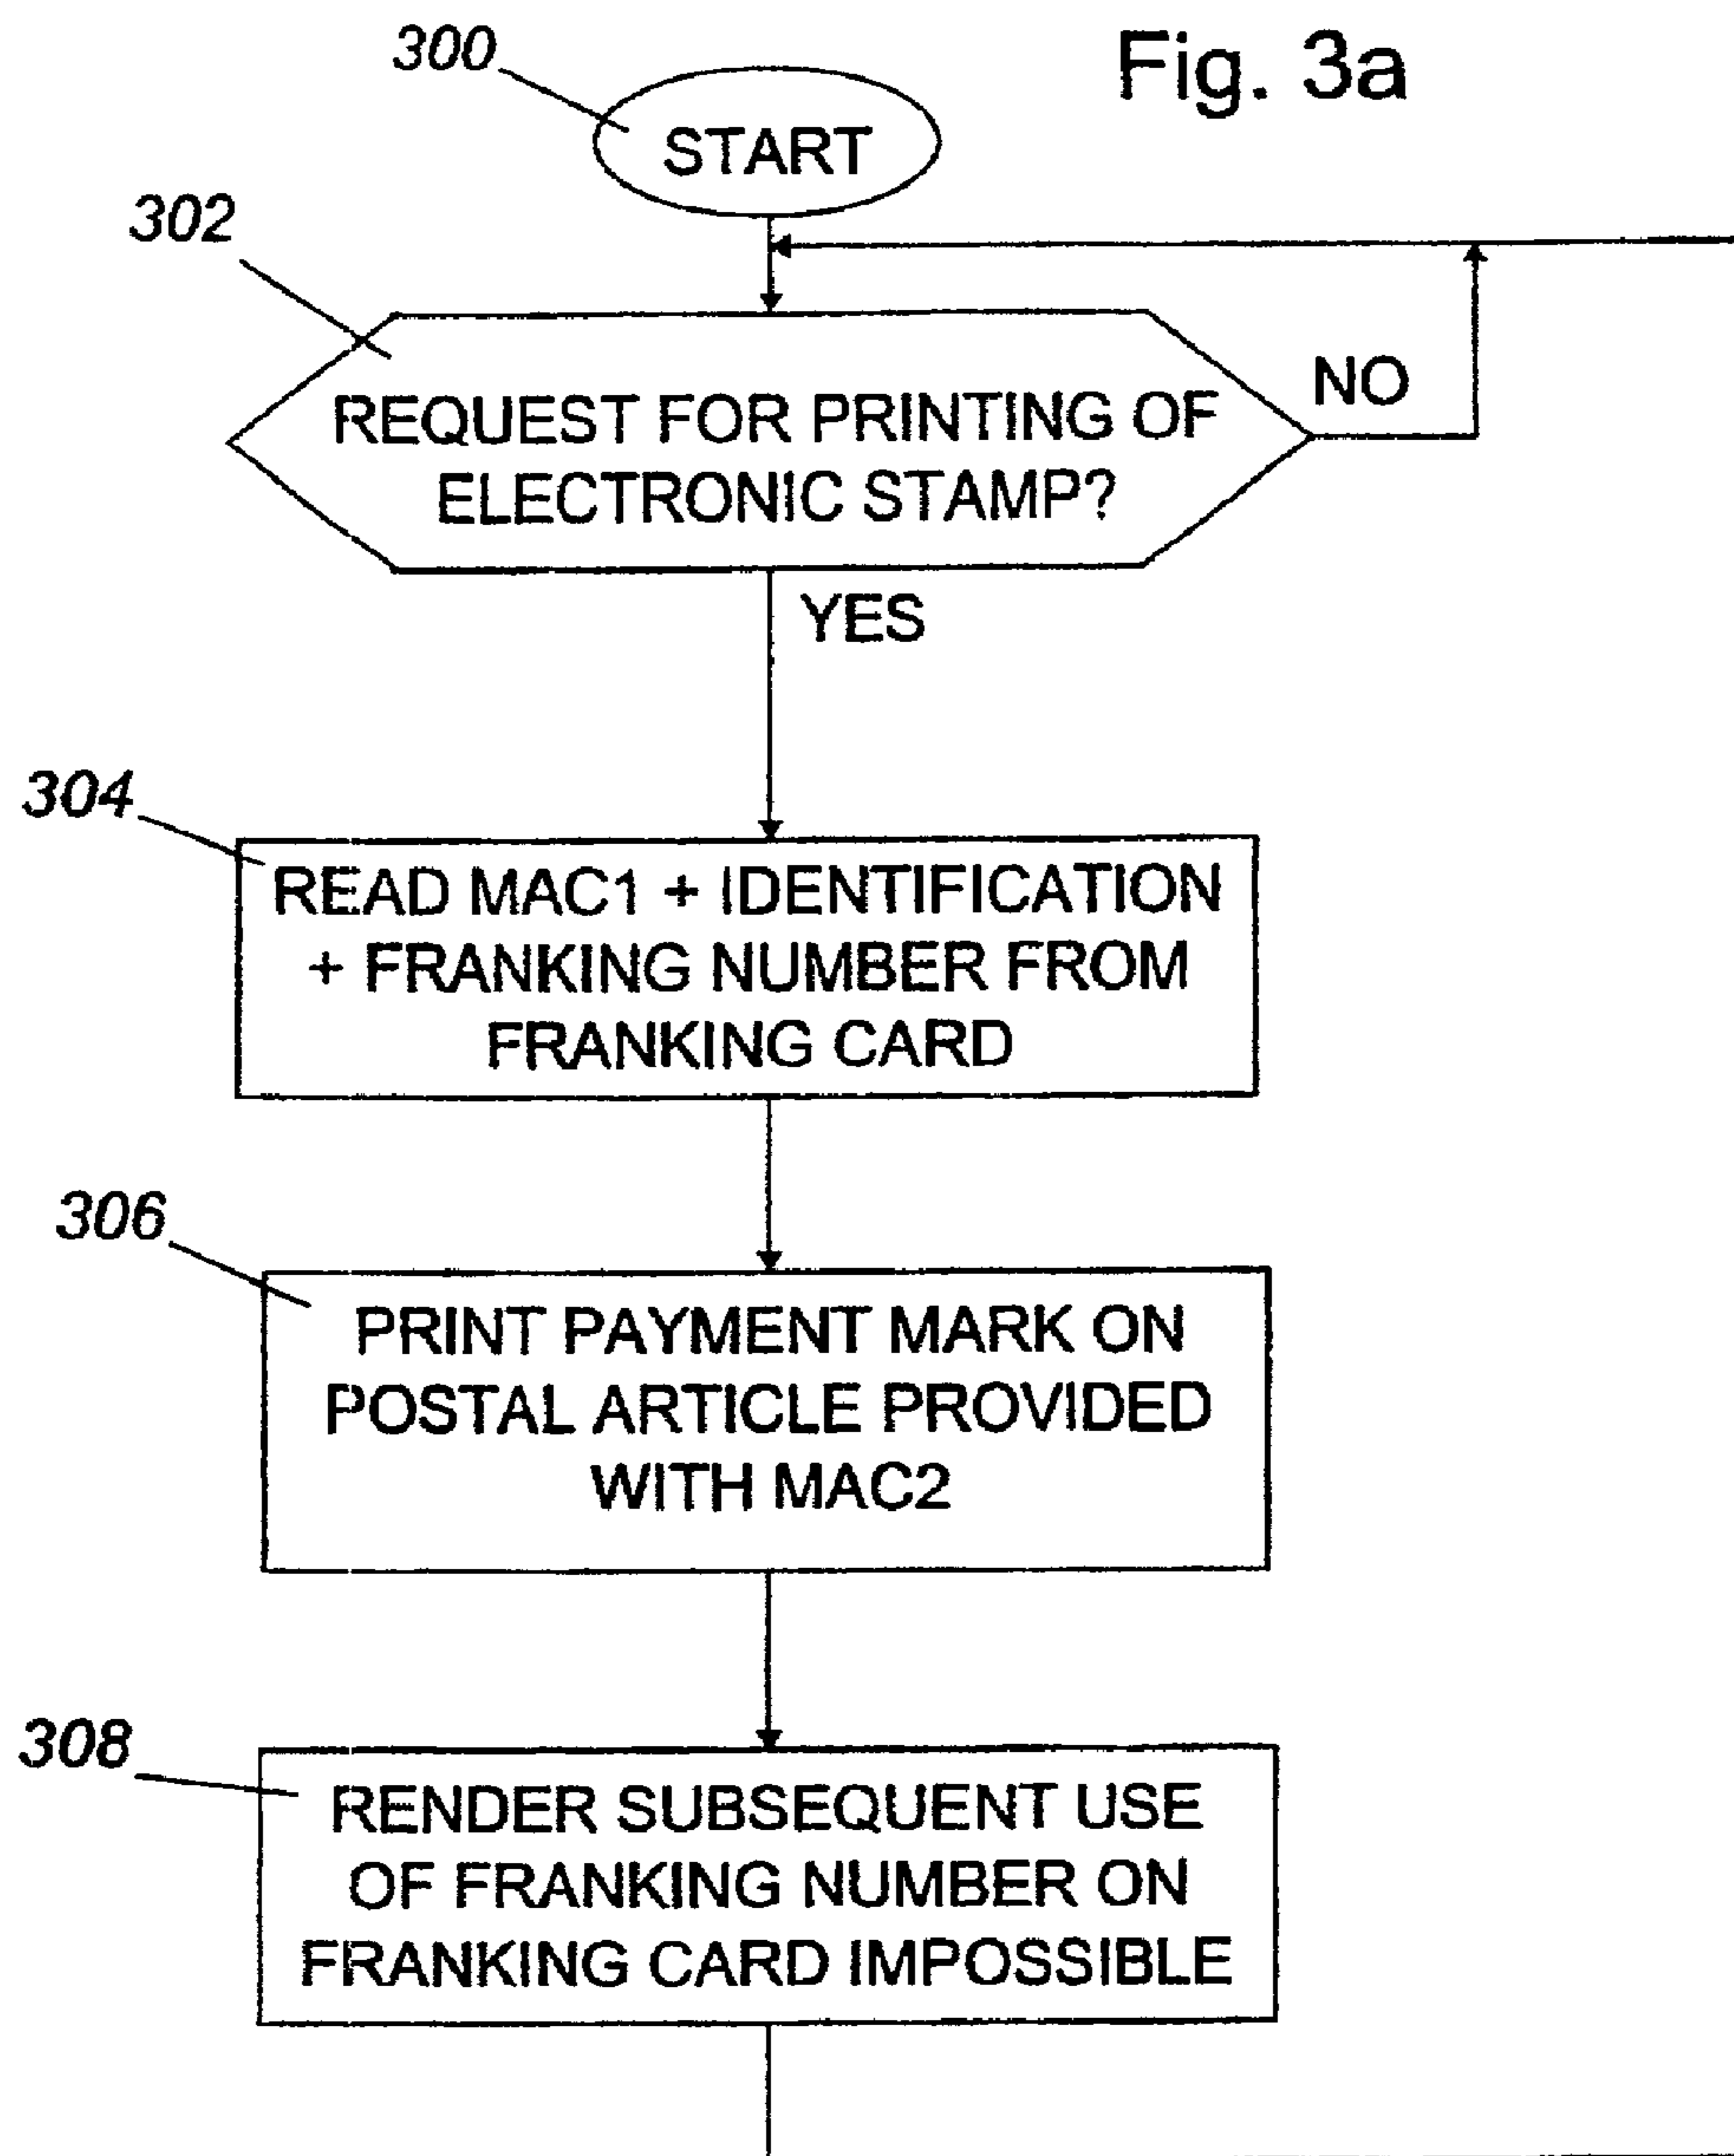 Fig. 3a
300
START
302
REQUEST FOR PRINTING OF
ELECTRONIC STAMP?
NO
YES
304
READ MAC1 + IDENTIFICATION
+ FRANKING NUMBER FROM
FRANKING CARD
306
PRINT PAYMENT MARK ON
POSTAL ARTICLE PROVIDED
WITH MAC2
308
RENDER SUBSEQUENT USE
OF FRANKING NUMBER ON
FRANKING CARD IMPOSSIBLE